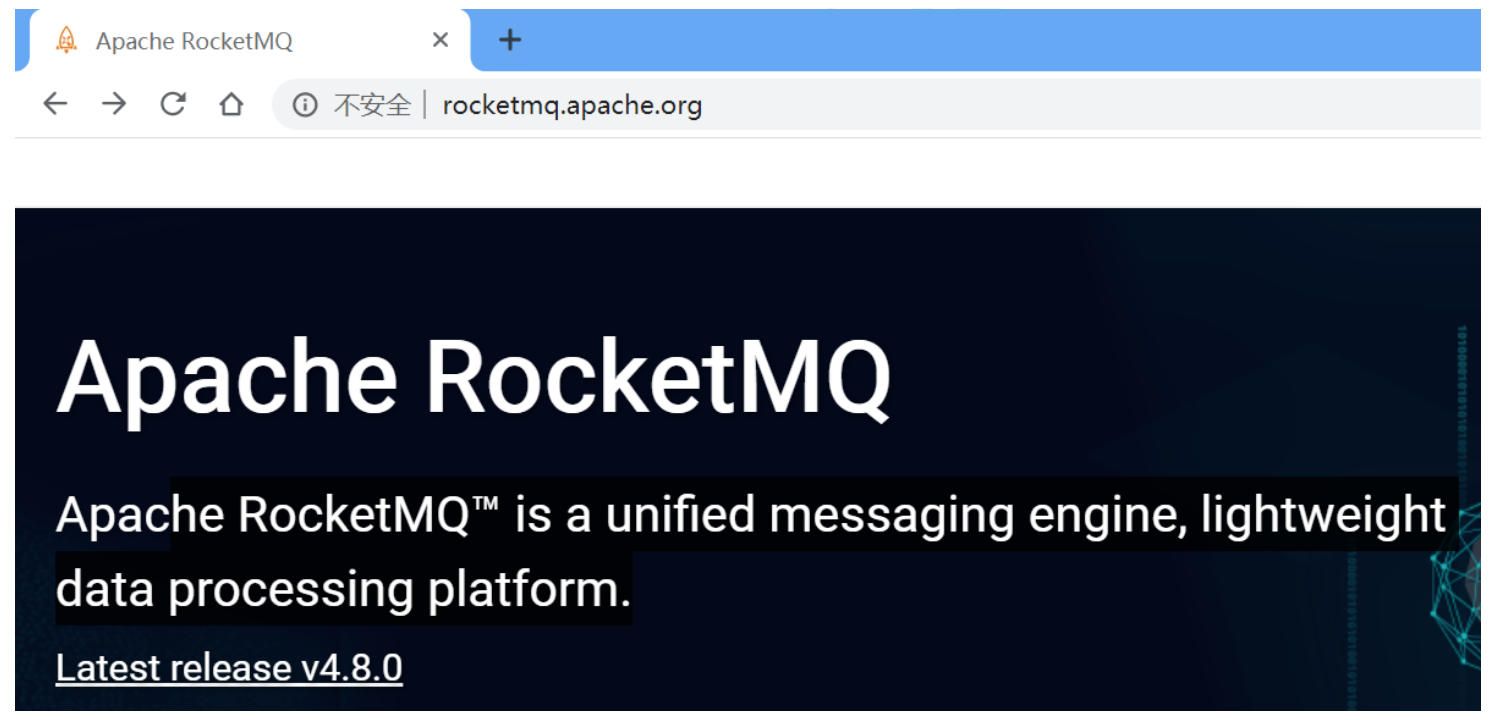 Apache RocketMQ
不安全 rocketmq.apache.org
Apache RocketMQ
Apache RocketMQ™ is a unified messaging engine, lightweight
data processing platform.
Latest release v4.8.0